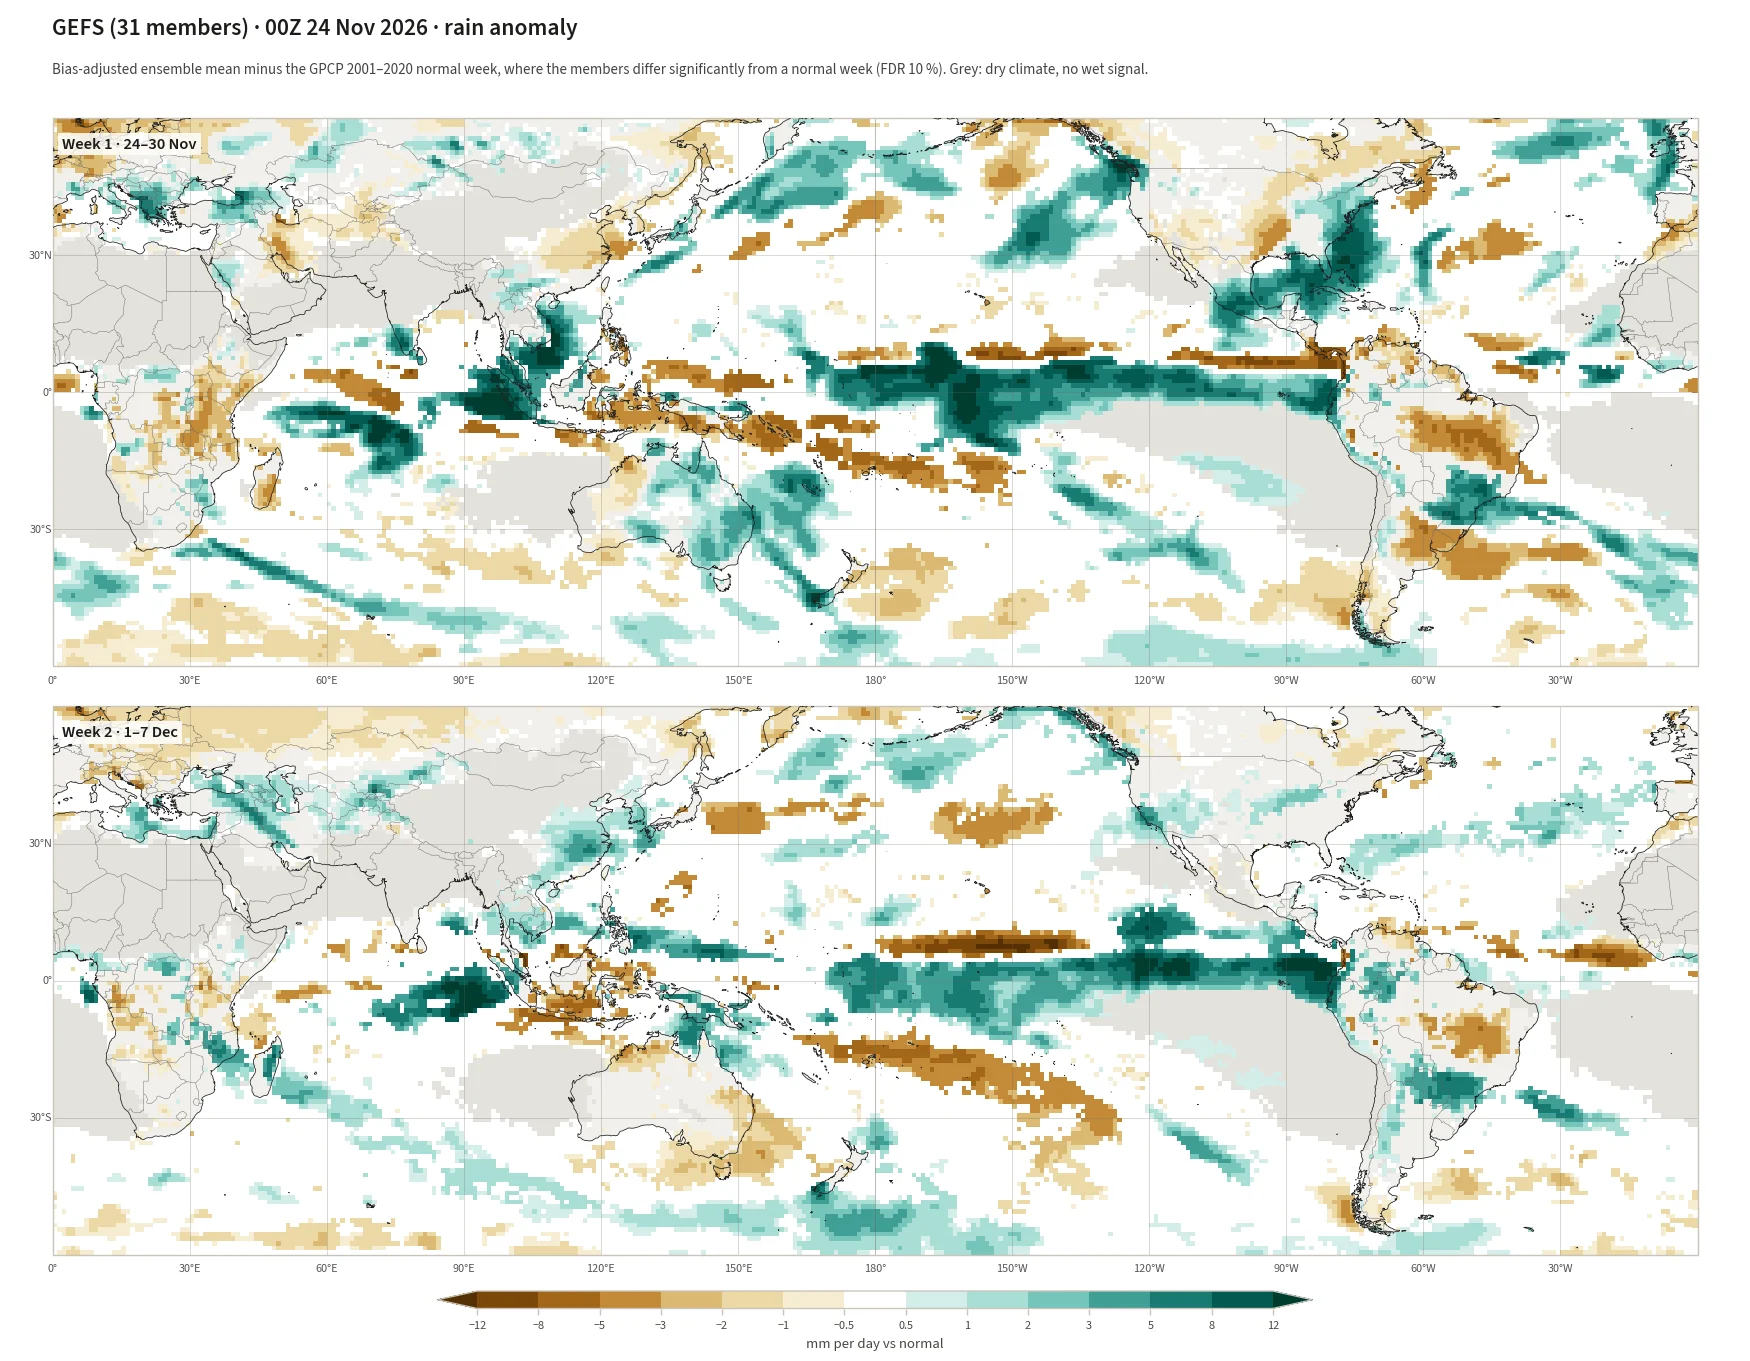 GEFS (31 members) · 00Z 24 Nov 2026 · rain anomaly
Bias-adjusted ensemble mean minus the GPCP 2001–2020 normal week, where the members differ significantly from a normal week (FDR 10 %). Grey: dry climate, no wet signal.
Week 1 · 24–30 Nov
30°N
0°
30°S
0° 30°E 60°E 90°E 120°E 150°E 180° 150°W 120°W 90°W 60°W 30°W
Week 2 · 1–7 Dec
30°N
0°
30°S
0° 30°E 60°E 90°E 120°E 150°E 180° 150°W 120°W 90°W 60°W 30°W
−12 −8 −5 −3 −2 −1 −0.5 0.5 1 2 3 5 8 12
mm per day vs normal